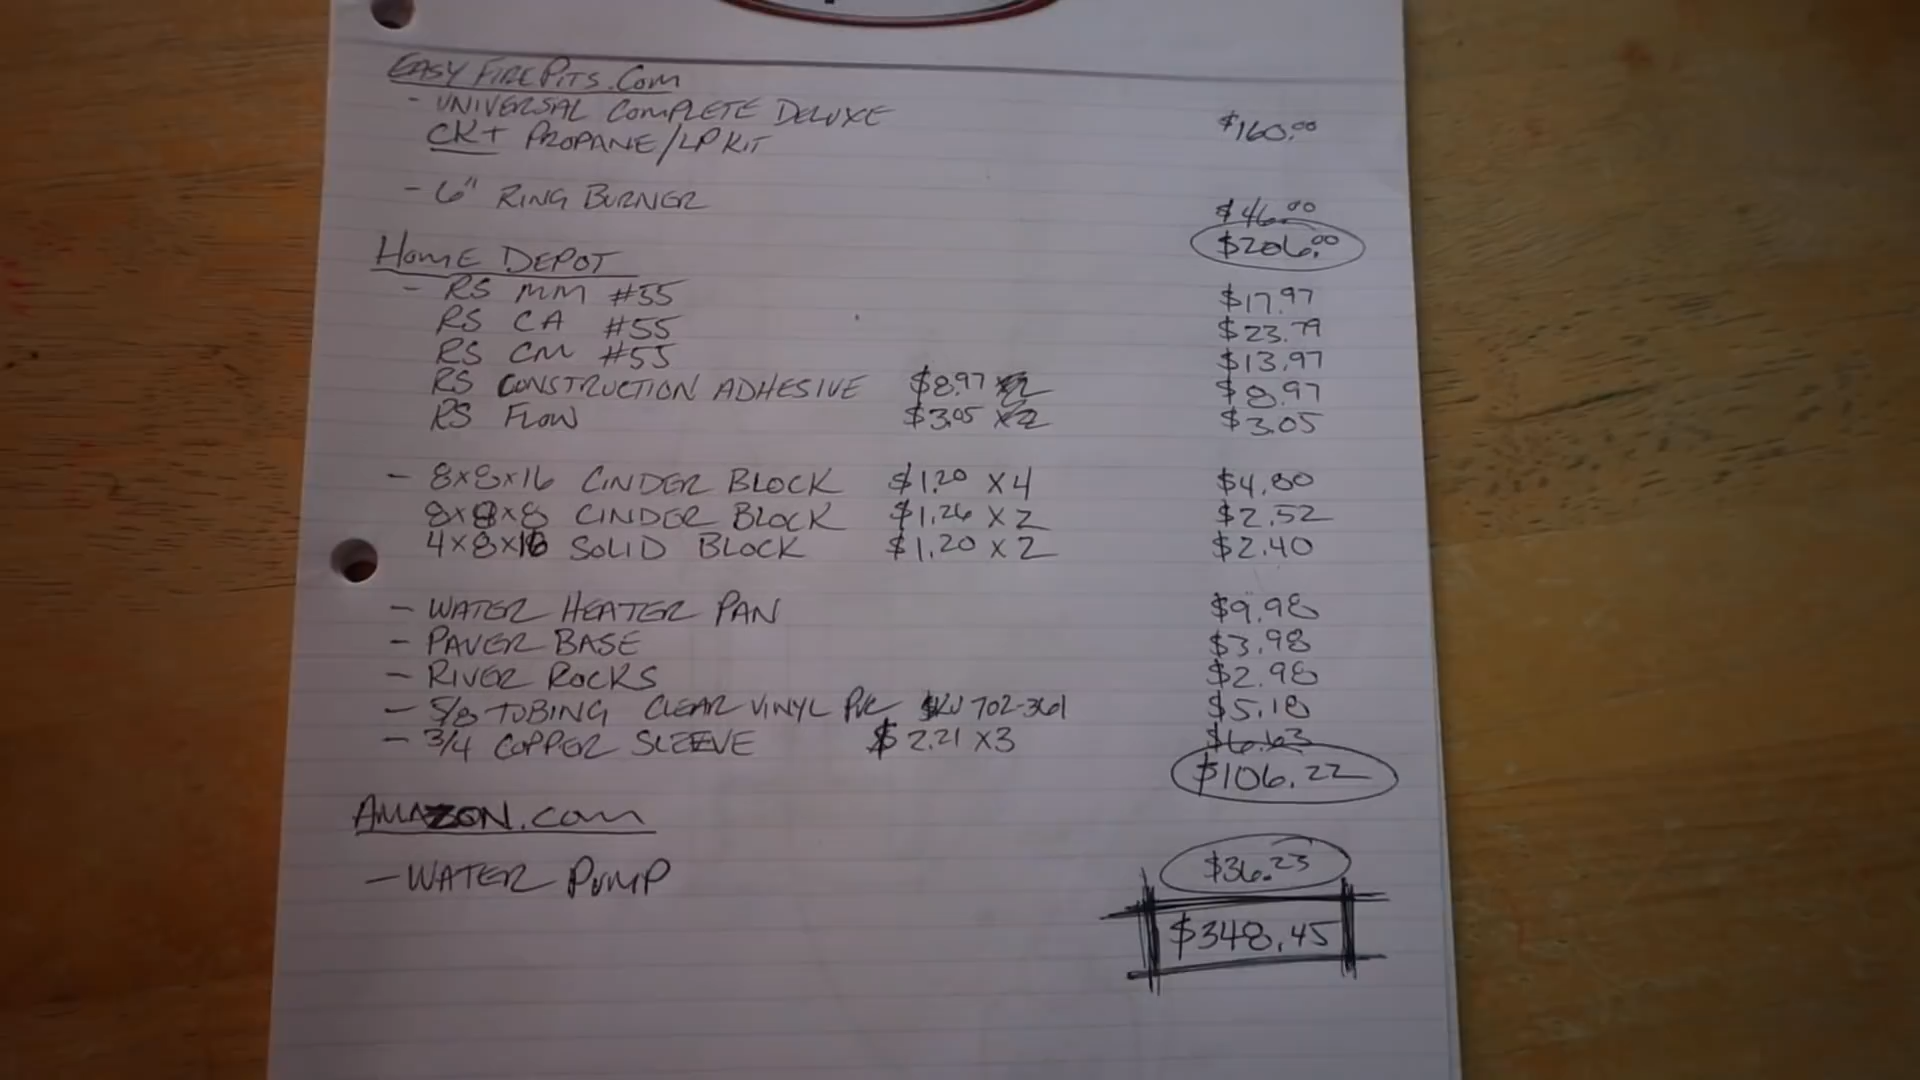 EASYFIREPITS.COM
- UNIVERSAL COMPLETE DELUXE
CK+ PROPANE/LP KIT $160.00
- 6" RING BURNER $46.00
$206.00
HOME DEPOT
- RS MM #55 $17.97
RS CA #55 $23.79
RS CM #55 $13.97
RS CONSTRUCTION ADHESIVE $8.97 x2 $8.97
RS FLOW $3.05 x2 $3.05
- 8x8x16 CINDER BLOCK $1.20 x4 $4.80
8x8x8 CINDER BLOCK $1.26 x2 $2.52
4x8x16 SOLID BLOCK $1.20 x2 $2.40
- WATER HEATER PAN $9.98
- PAVER BASE $3.98
- RIVER ROCKS $2.98
- 5/8 TUBING CLEAR VINYL PVC SKU 702-361 $5.18
- 3/4 COPPER SLEEVE $2.21 x3 $6.63
$106.22
AMAZON.COM
- WATER PUMP $36.23
$348.45